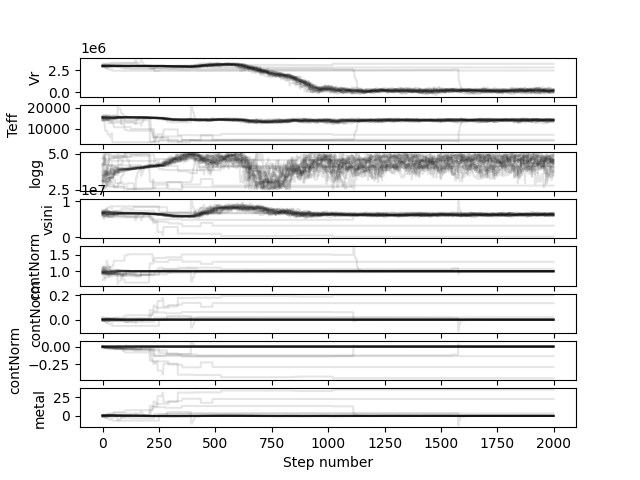 1e6
Vr
2.5
0.0
Teff
20000
10000
logg
5.0
2.5
1e7
vsini
1
0
contNorm
1.5
1.0
contNorm
0.2
0.0
contNorm
0.00
−0.25
metal
25
0
0 250 500 750 1000 1250 1500 1750 2000
Step number